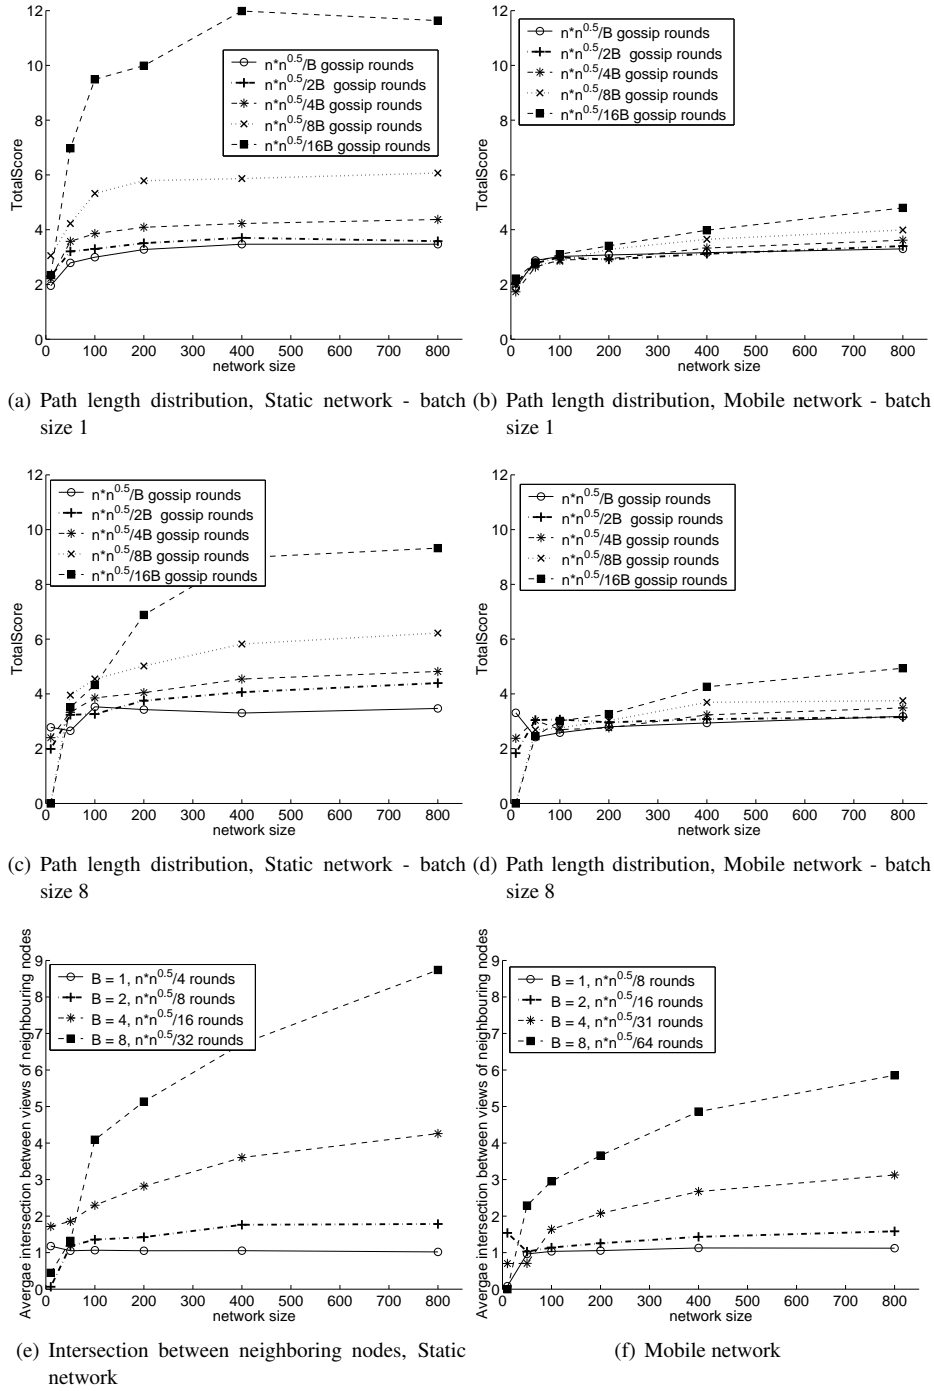 12
10
8
6
4
2
0
TotalScore
n*n^0.5/B gossip rounds
n*n^0.5/2B gossip rounds
n*n^0.5/4B gossip rounds
n*n^0.5/8B gossip rounds
n*n^0.5/16B gossip rounds
0 100 200 300 400 500 600 700 800
network size
12
10
8
6
4
2
0
TotalScore
n*n^0.5/B gossip rounds
n*n^0.5/2B gossip rounds
n*n^0.5/4B gossip rounds
n*n^0.5/8B gossip rounds
n*n^0.5/16B gossip rounds
0 100 200 300 400 500 600 700 800
network size
(a) Path length distribution, Static network - batch
size 1
(b) Path length distribution, Mobile network - batch
size 1
12
10
8
6
4
2
0
TotalScore
n*n^0.5/B gossip rounds
n*n^0.5/2B gossip rounds
n*n^0.5/4B gossip rounds
n*n^0.5/8B gossip rounds
n*n^0.5/16B gossip rounds
0 100 200 300 400 500 600 700 800
network size
12
10
8
6
4
2
0
TotalScore
n*n^0.5/B gossip rounds
n*n^0.5/2B gossip rounds
n*n^0.5/4B gossip rounds
n*n^0.5/8B gossip rounds
n*n^0.5/16B gossip rounds
0 100 200 300 400 500 600 700 800
network size
(c) Path length distribution, Static network - batch
size 8
(d) Path length distribution, Mobile network - batch
size 8
9
8
7
6
5
4
3
2
1
0
Avergae intersection between views of neighbouring nodes
B = 1, n*n^0.5/4 rounds
B = 2, n*n^0.5/8 rounds
B = 4, n*n^0.5/16 rounds
B = 8, n*n^0.5/32 rounds
0 100 200 300 400 500 600 700 800
network size
9
8
7
6
5
4
3
2
1
0
Avergae intersection between views of neighbouring nodes
B = 1, n*n^0.5/8 rounds
B = 2, n*n^0.5/16 rounds
B = 4, n*n^0.5/31 rounds
B = 8, n*n^0.5/64 rounds
0 100 200 300 400 500 600 700 800
network size
(e) Intersection between neighboring nodes, Static
network
(f) Mobile network